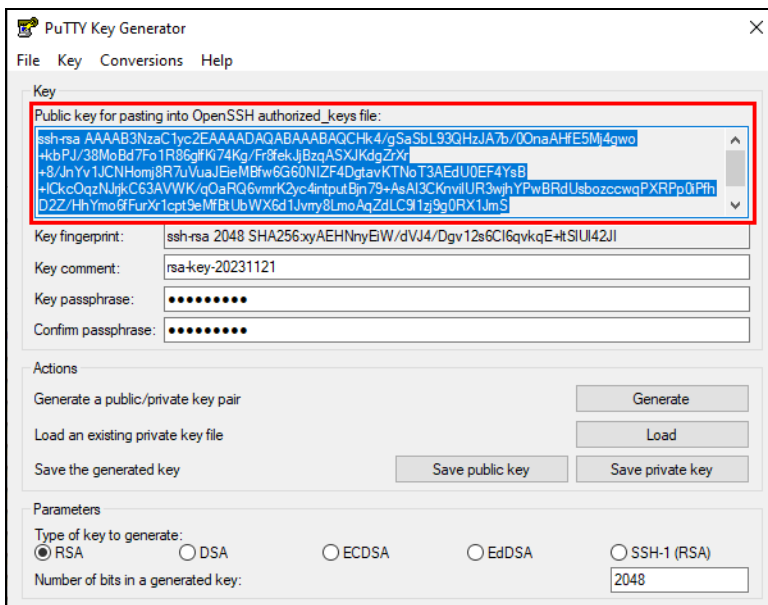 PuTTY Key Generator
File Key Conversions Help
Key
Public key for pasting into OpenSSH authorized_keys file:
ssh-rsa AAAAB3NzaC1yc2EAAAADAQABAAABAQCHk4/gSaSbL93QHzJA7b/0OnaAHfE5Mj4gwo
+kbPJ/38MoBd7Fo1R86glfKj74Kg/Fr8fekJjBzqASXJKdgZrXr
+8/JnYv1JCNHomj8R7uVuaJEieMBfw6G60NIZF4DgtavKTNoT3AEdU0EF4YsB
+lCkcOqzNJrjkC63AVWK/qOaRQ6vmrK2yc4intputBjn79+AsAI3CKnvilUR3wjhYPwBRdUsbozccwqPXRPp0iPfh
D2Z/HhYmo6fFurXr1cpt9eMfBtUbWX6d1Jvrry8LmoAqZdLC9l1zj9g0RX1JmS
Key fingerprint: ssh-rsa 2048 SHA256:xyAEHNnyEiW/dVJ4/Dgv12s6Cl6qvkqE+ltSlUl42JI
Key comment: rsa-key-20231121
Key passphrase: ●●●●●●●●●
Confirm passphrase: ●●●●●●●●●
Actions
Generate a public/private key pair Generate
Load an existing private key file Load
Save the generated key Save public key Save private key
Parameters
Type of key to generate:
RSA DSA ECDSA EdDSA SSH-1 (RSA)
Number of bits in a generated key: 2048